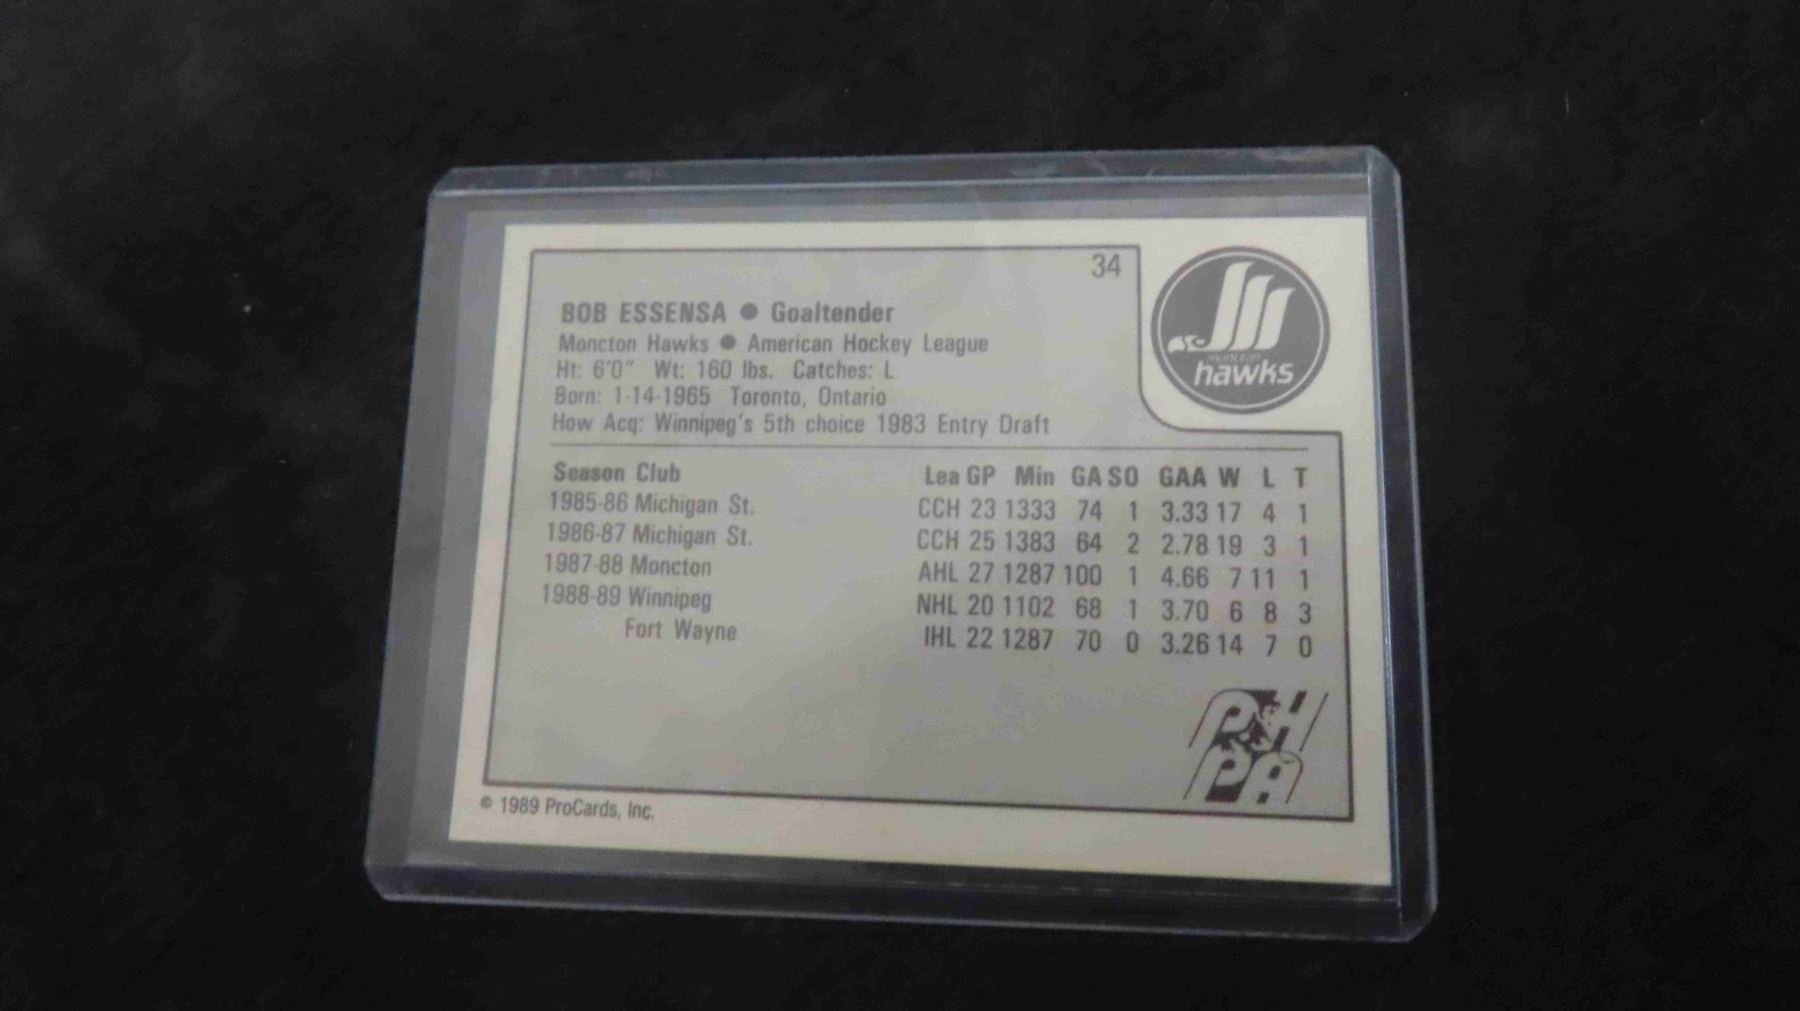 34
BOB ESSENSA ● Goaltender
Moncton Hawks ● American Hockey League
Ht: 6'0" Wt: 160 lbs. Catches: L
Born: 1-14-1965 Toronto, Ontario
How Acq: Winnipeg's 5th choice 1983 Entry Draft
moncton
hawks
Season Club Lea GP Min GA SO GAA W L T
1985-86 Michigan St. CCH 23 1333 74 1 3.33 17 4 1
1986-87 Michigan St. CCH 25 1383 64 2 2.78 19 3 1
1987-88 Moncton AHL 27 1287 100 1 4.66 7 11 1
1988-89 Winnipeg NHL 20 1102 68 1 3.70 6 8 3
Fort Wayne IHL 22 1287 70 0 3.26 14 7 0
PH
PA
© 1989 ProCards, Inc.